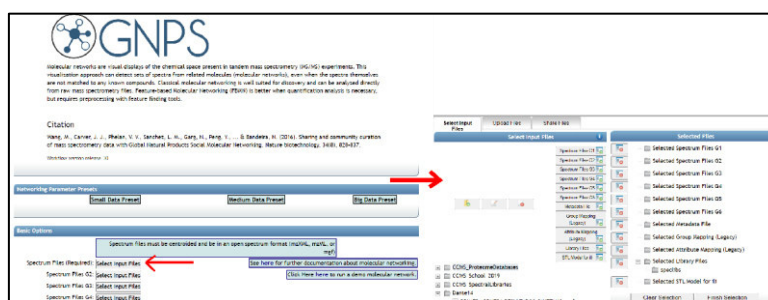 GNPS
Molecular networks are visual displays of the chemical space present in tandem mass spectrometry (MS/MS) experiments. This
visualization approach can detect sets of spectra from related molecules (molecular networks), even when the spectra themselves
are not matched to any known compounds. Classical molecular networking is well suited for discovery and can be analyzed directly
from raw mass spectrometry files. Feature-based Molecular Networking (FBMN) is better when quantification analysis is necessary,
but requires preprocessing with feature finding tools.
Citation
Wang, M., Carver, J. J., Phelan, V. V., Sanchez, L. M., Garg, N., Peng, Y., ... & Bandeira, N. (2016). Sharing and community curation
of mass spectrometry data with Global Natural Products Social Molecular Networking. Nature biotechnology, 34(8), 828-837.
Networking Parameter Presets
Small Data Preset
Medium Data Preset
Big Data Preset
Basic Options
Spectrum files must be centroided and be in an open spectrum format (mzXML, mzML, or
mgf)
Spectrum Files (Required): Select Input Files
See here for further documentation about molecular networking.
Spectrum Files G2: Select Input Files
Click Here here to run a demo molecular network.
Spectrum Files G3: Select Input Files
Spectrum Files G4: Select Input Files
Select Input
Files
Upload Files
Share Files
Select Input Files
Selected Files
Spectrum Files G1
Spectrum Files G2
Spectrum Files G3
Spectrum Files G4
Spectrum Files G5
Spectrum Files G6
Metadata File
Group Mapping
(Legacy)
Attribute Mapping
(Legacy)
Library Files
CCMS_ProteomeDatabases
CCMS School 2019
CCMS_SpectralLibraries
Selected Spectrum Files G1
Selected Spectrum Files G2
Selected Spectrum Files G3
Selected Spectrum Files G4
Selected Spectrum Files G5
Selected Spectrum Files G6
Selected Metadata File
Selected Group Mapping (Legacy)
Selected Attribute Mapping (Legacy)
Selected Library Files
speclibs
Clear Selection
Finish Selection